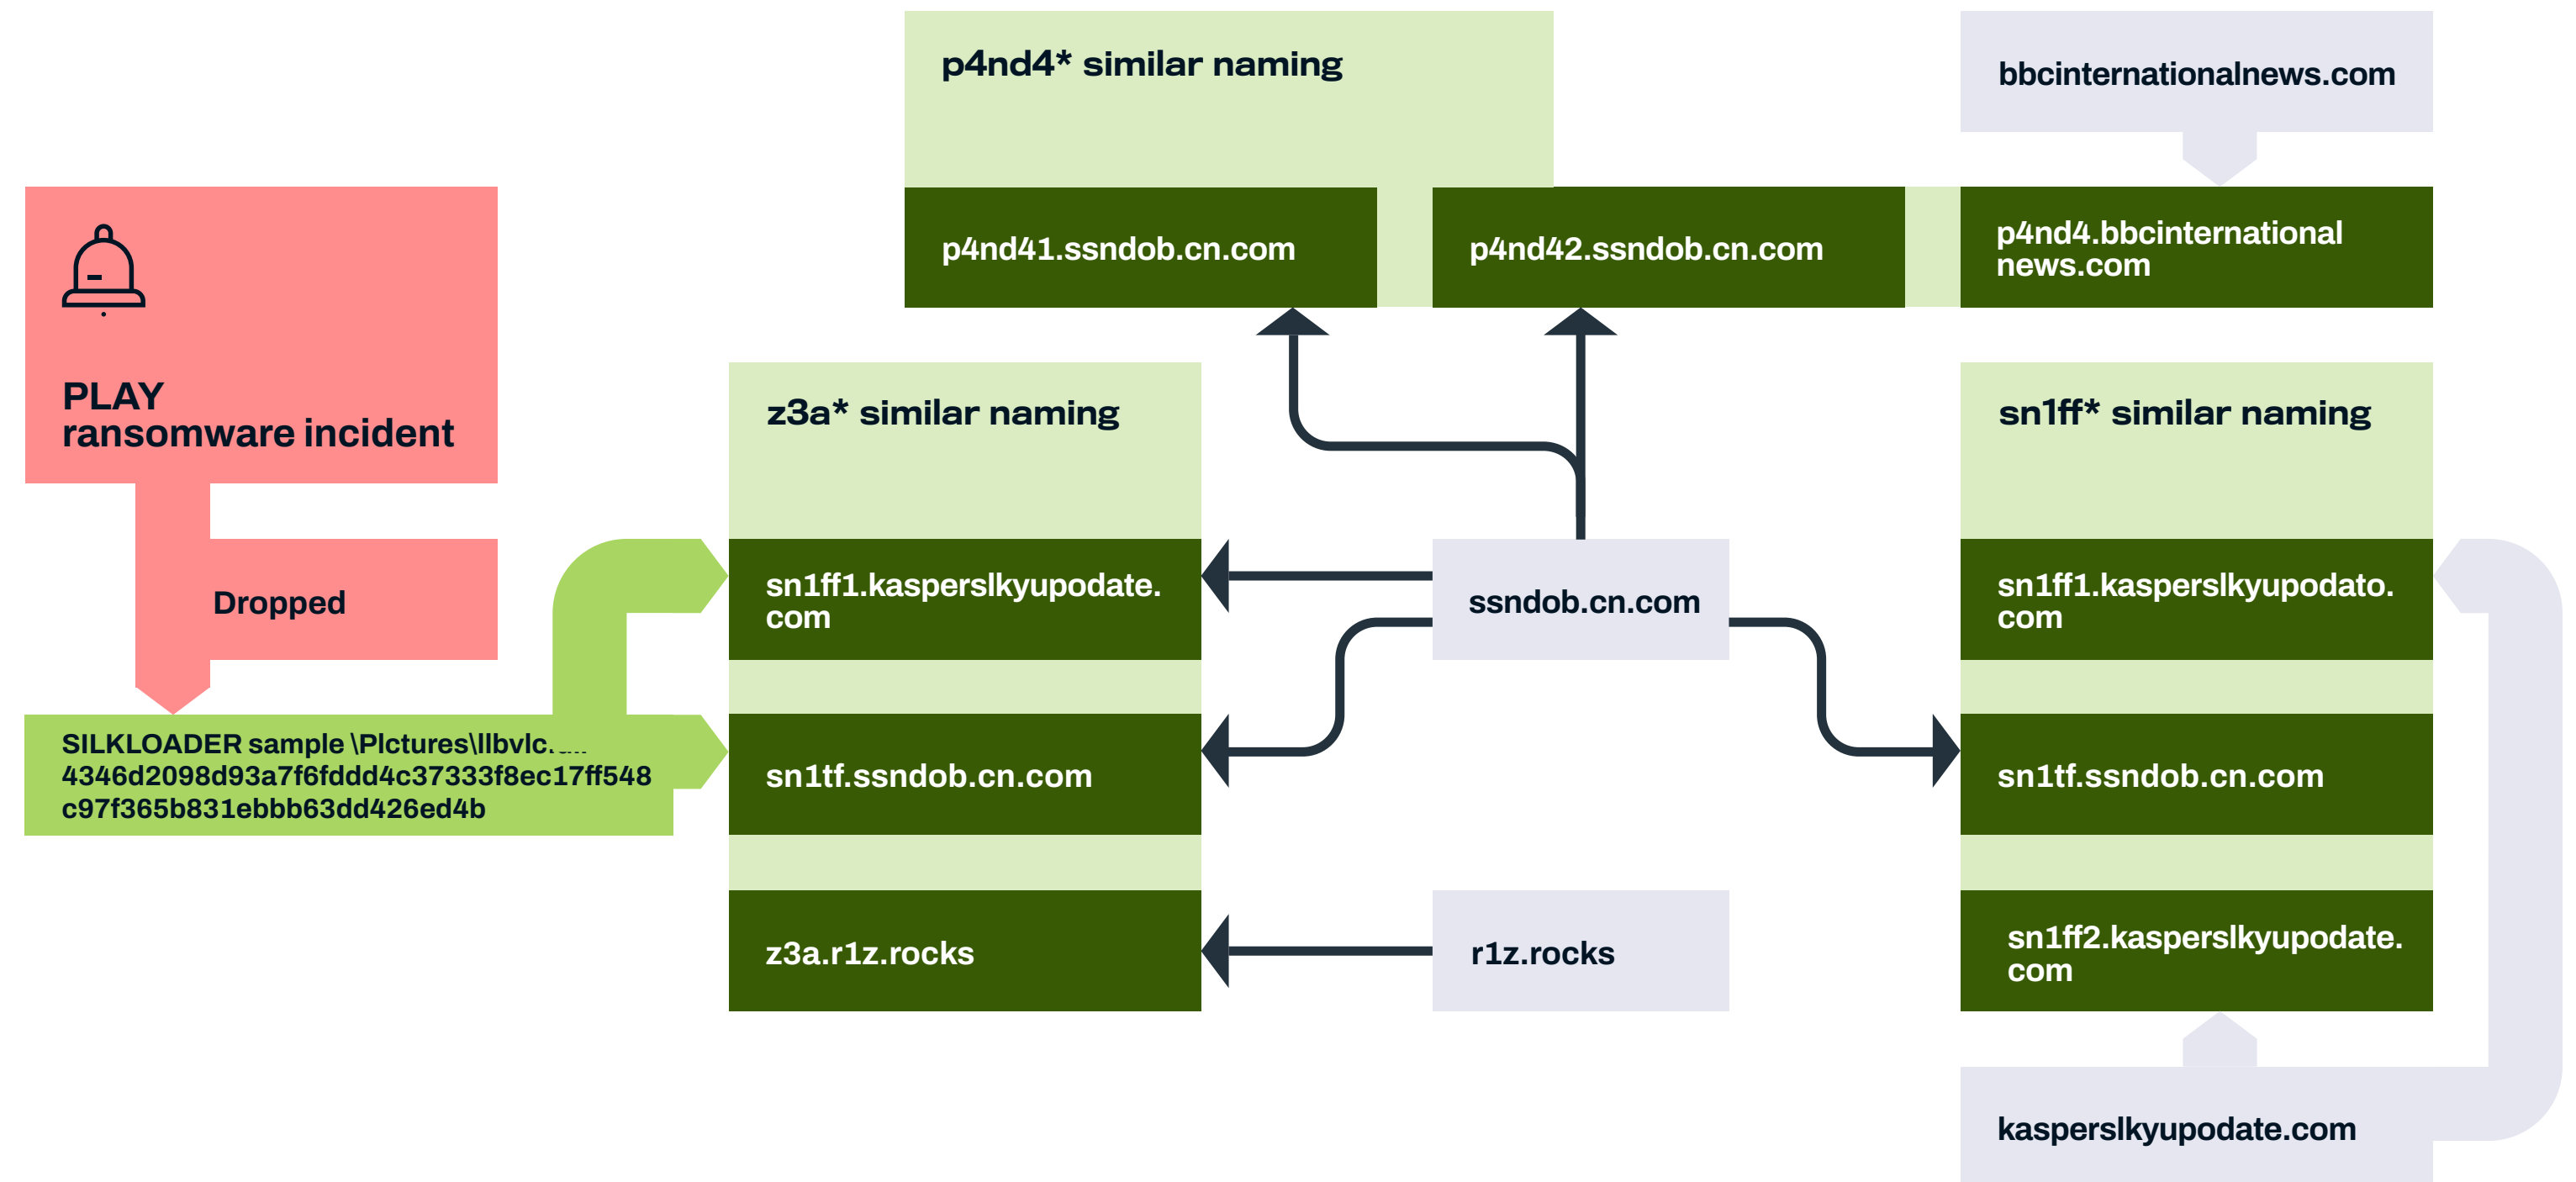 p4nd4* similar naming
bbcinternationalnews.com
p4nd41.ssndob.cn.com
p4nd42.ssndob.cn.com
p4nd4.bbcinternational
news.com
PLAY
ransomware incident
z3a* similar naming
sn1ff* similar naming
Dropped
sn1ff1.kasperslkyupodate.
com
ssndob.cn.com
sn1ff1.kasperslkyupodato.
com
SILKLOADER sample
4346d2098d93a7f6fddd4c37333f8ec17ff548
c97f365b831ebbb63dd426ed4b
sn1tf.ssndob.cn.com
sn1tf.ssndob.cn.com
z3a.r1z.rocks
r1z.rocks
sn1ff2.kasperslkyupodate.
com
kasperslkyupodate.com